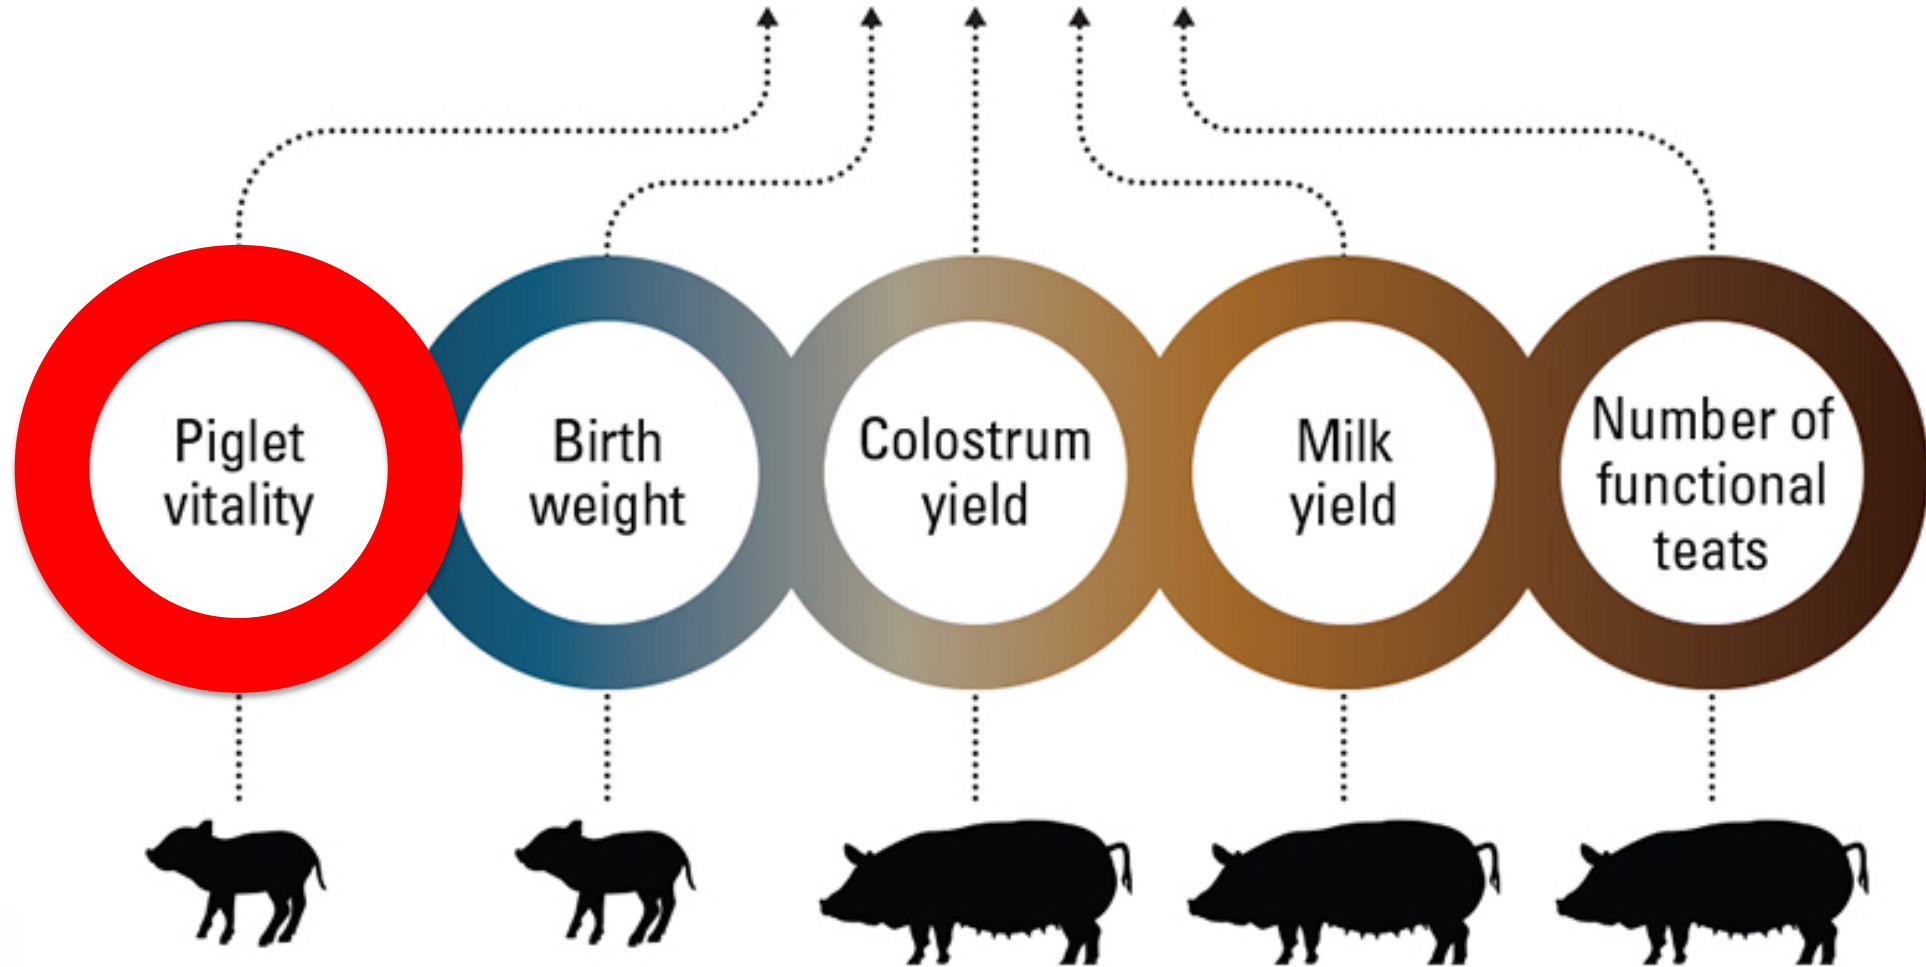 Piglet
vitality
Birth
weight
Colostrum
yield
Milk
yield
Number of
functional
teats